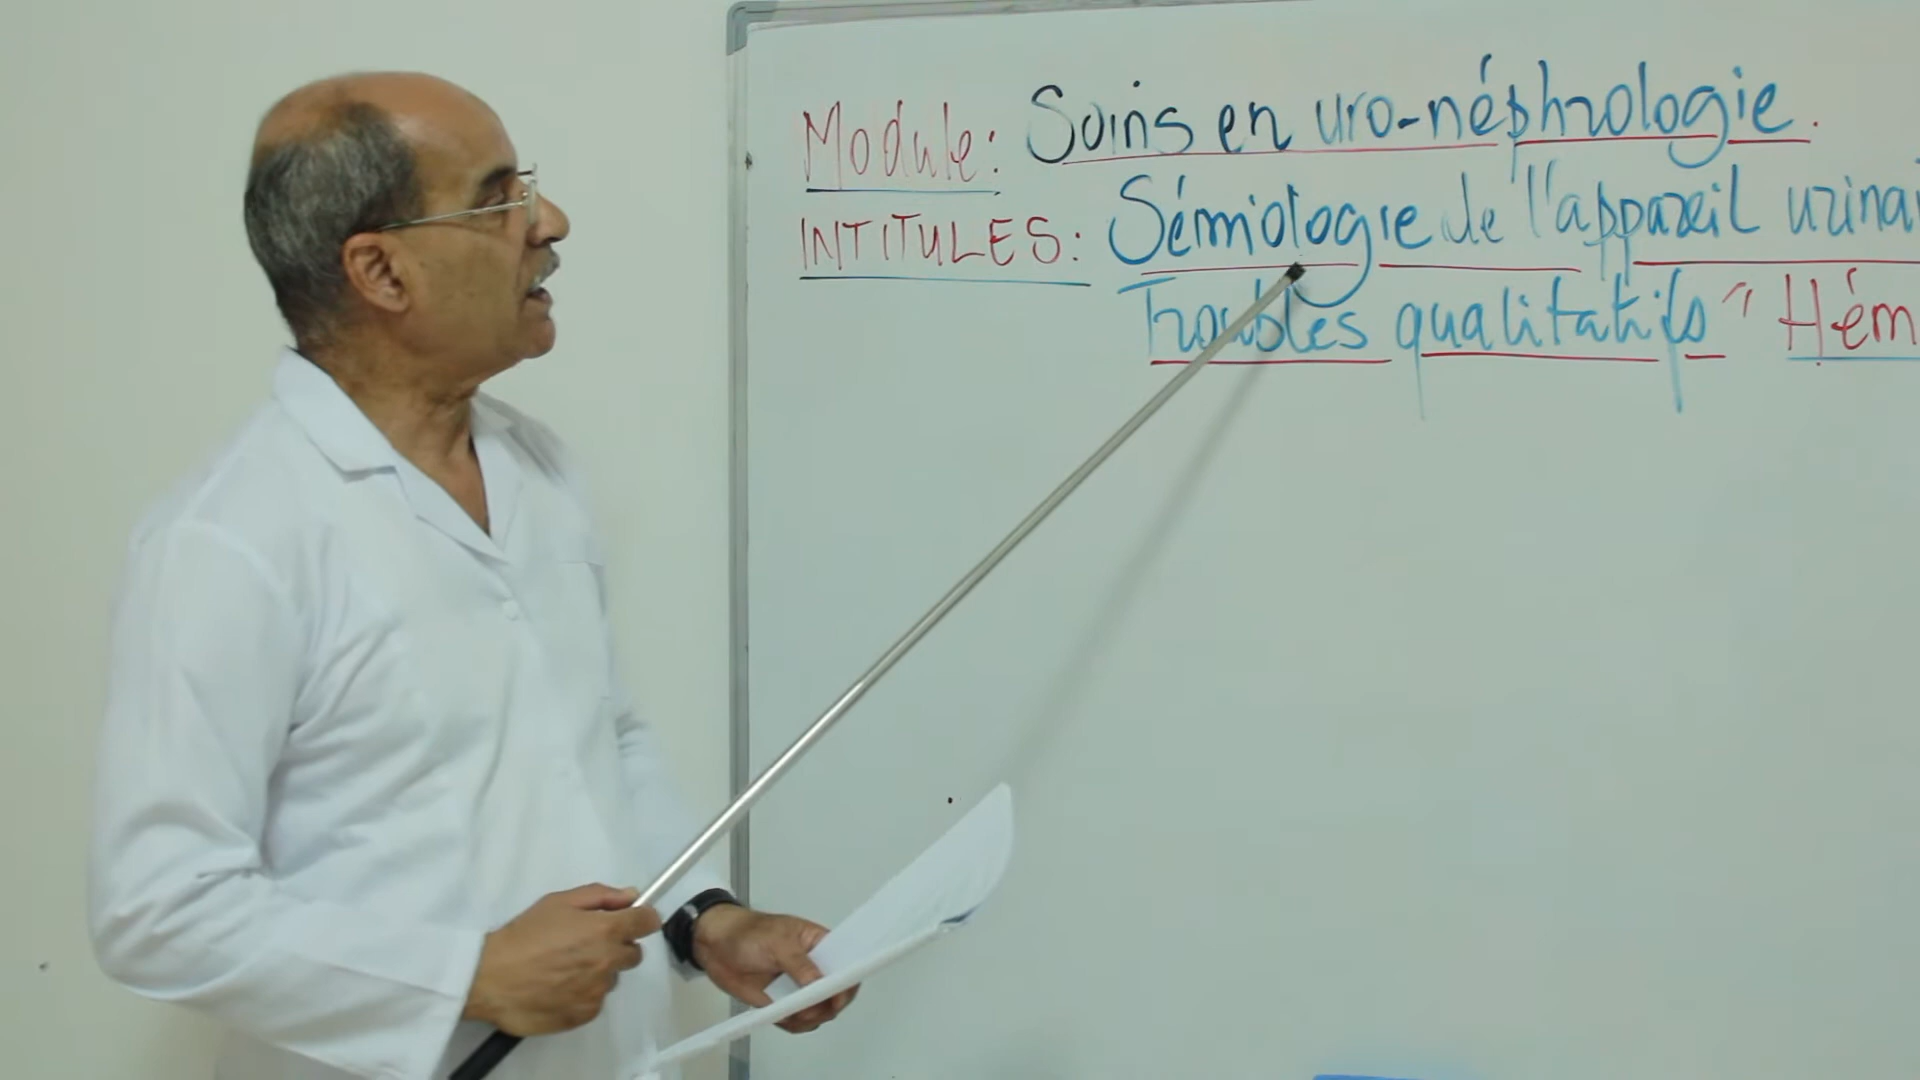 Module: Soins en uro-néphrologie.
INTITULES: Sémiologie de l'appareil urinai
Troubles qualitatifs " Hém